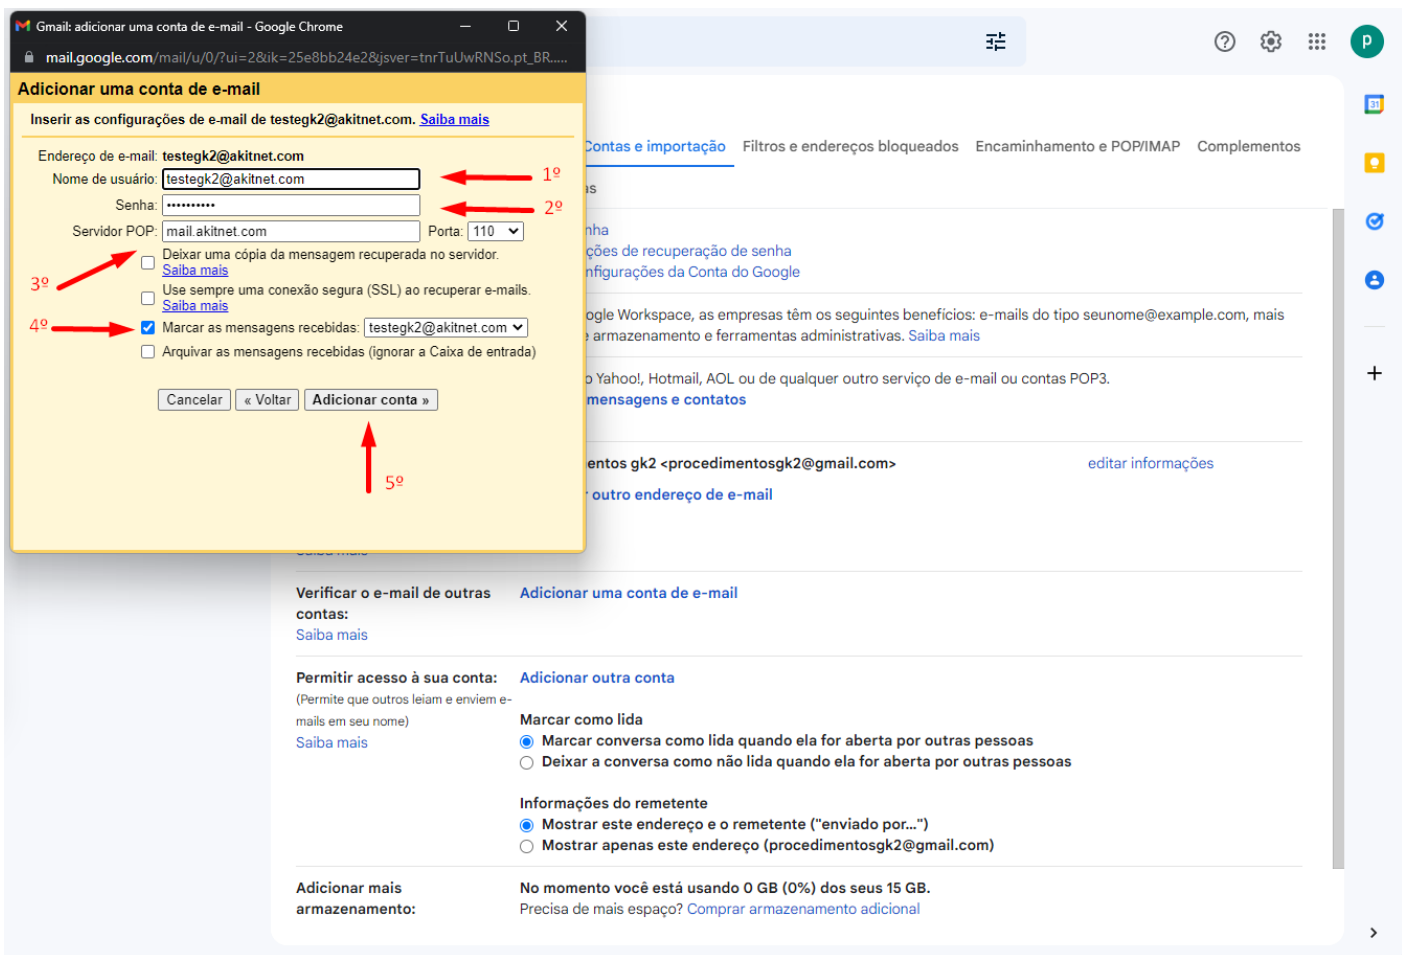 Gmail: adicionar uma conta de e-mail - Google Chrome
mail.google.com/mail/u/0/?ui=2&ik=25e8bb24e2&jsver=tnrTuUwRNSo.pt_BR.....
Adicionar uma conta de e-mail
Inserir as configurações de e-mail de testegk2@akitnet.com. Saiba mais
Endereço de e-mail: testegk2@akitnet.com
Nome de usuário: testegk2@akitnet.com
1º
Senha: ••••••••••
2º
Servidor POP: mail.akitnet.com Porta: 110
Deixar uma cópia da mensagem recuperada no servidor.
Saiba mais
3º
Use sempre uma conexão segura (SSL) ao recuperar e-mails.
Saiba mais
4º
Marcar as mensagens recebidas: testegk2@akitnet.com
Arquivar as mensagens recebidas (ignorar a Caixa de entrada)
Cancelar « Voltar Adicionar conta »
5º
p
31
Contas e importação Filtros e endereços bloqueados Encaminhamento e POP/IMAP Complementos
as
nha
ções de recuperação de senha
nfigurações da Conta do Google
ogle Workspace, as empresas têm os seguintes benefícios: e-mails do tipo seunome@example.com, mais
armazenamento e ferramentas administrativas. Saiba mais
o Yahoo!, Hotmail, AOL ou de qualquer outro serviço de e-mail ou contas POP3.
mensagens e contatos
entos gk2 <procedimentosgk2@gmail.com> editar informações
outro endereço de e-mail
Saiba mais
Verificar o e-mail de outras contas:
Saiba mais
Adicionar uma conta de e-mail
Permitir acesso à sua conta:
(Permite que outros leiam e enviem e-
mails em seu nome)
Saiba mais
Adicionar outra conta
Marcar como lida
Marcar conversa como lida quando ela for aberta por outras pessoas
Deixar a conversa como não lida quando ela for aberta por outras pessoas
Informações do remetente
Mostrar este endereço e o remetente ("enviado por...")
Mostrar apenas este endereço (procedimentosgk2@gmail.com)
Adicionar mais
armazenamento:
No momento você está usando 0 GB (0%) dos seus 15 GB.
Precisa de mais espaço? Comprar armazenamento adicional